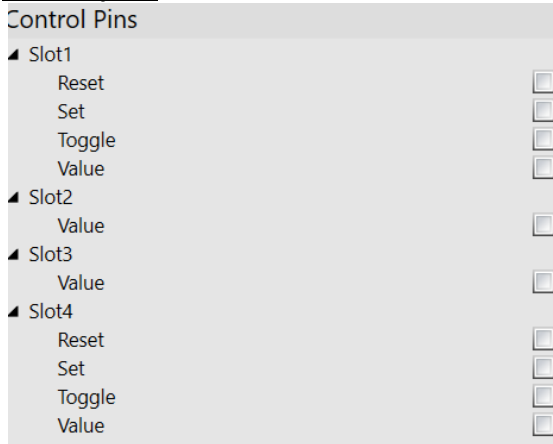 Control Pins
Slot1
Reset
Set
Toggle
Value
Slot2
Value
Slot3
Value
Slot4
Reset
Set
Toggle
Value